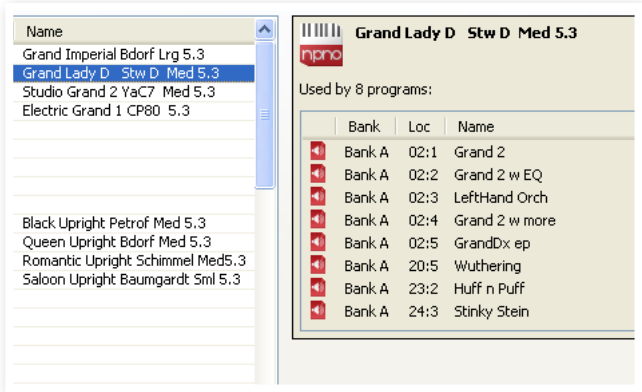 Name
Grand Imperial Bdorf Lrg 5.3
Grand Lady D Stw D Med 5.3
Studio Grand 2 YaC7 Med 5.3
Electric Grand 1 CP80 5.3
Black Upright Petrof Med 5.3
Queen Upright Bdorf Med 5.3
Romantic Upright Schimmel Med5.3
Saloon Upright Baumgardt Sml 5.3
npno
Grand Lady D Stw D Med 5.3
Used by 8 programs:
Bank Loc Name
Bank A 02:1 Grand 2
Bank A 02:2 Grand 2 w EQ
Bank A 02:3 LeftHand Orch
Bank A 02:4 Grand 2 w more
Bank A 02:5 GrandDx ep
Bank A 20:5 Wuthering
Bank A 23:2 Huff n Puff
Bank A 24:3 Stinky Stein